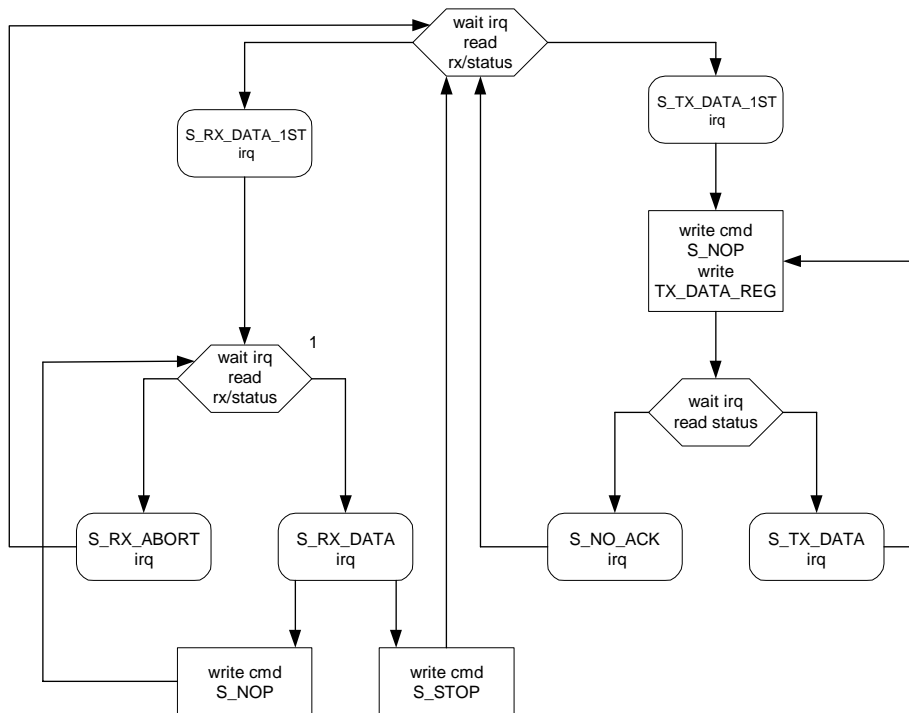 wait irq
read
rx/status
S_RX_DATA_1ST
irq
S_TX_DATA_1ST
irq
write cmd
S_NOP
write
TX_DATA_REG
1
wait irq
read
rx/status
wait irq
read status
S_RX_ABORT
irq
S_RX_DATA
irq
S_NO_ACK
irq
S_TX_DATA
irq
write cmd
S_NOP
write cmd
S_STOP